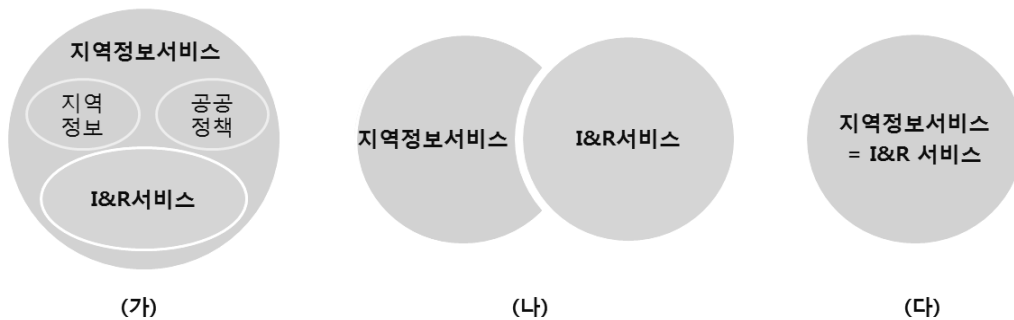 지역정보서비스
지역
정보
공공
정책
I&R서비스
지역정보서비스
I&R서비스
지역정보서비스
= I&R 서비스
(가)
(나)
(다)